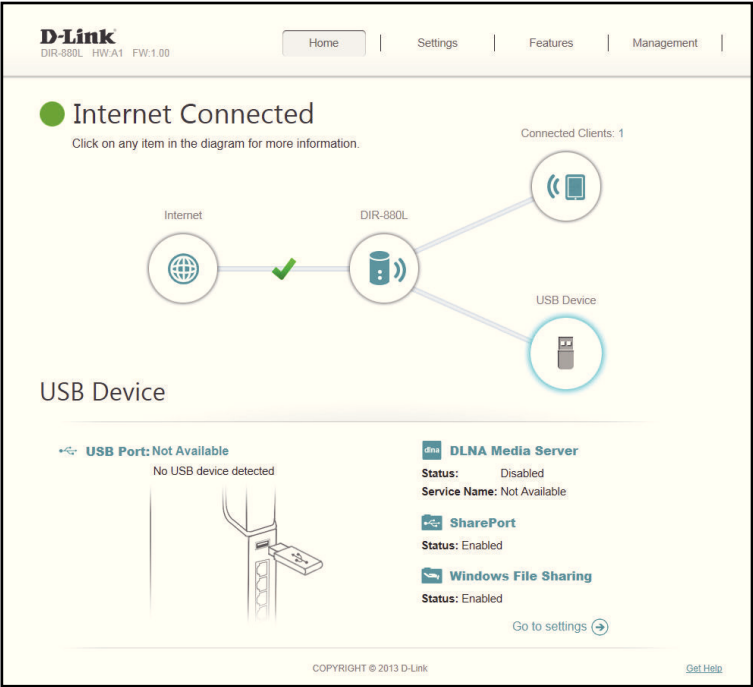 D-Link
DIR-880L HW:A1 FW:1.00
Home
Settings
Features
Management
Internet Connected
Click on any item in the diagram for more information.
Connected Clients: 1
Internet
DIR-880L
USB Device
USB Device
USB Port: Not Available
No USB device detected
dlna DLNA Media Server
Status: Disabled
Service Name: Not Available
SharePort
Status: Enabled
Windows File Sharing
Status: Enabled
Go to settings
COPYRIGHT © 2013 D-Link
Get Help